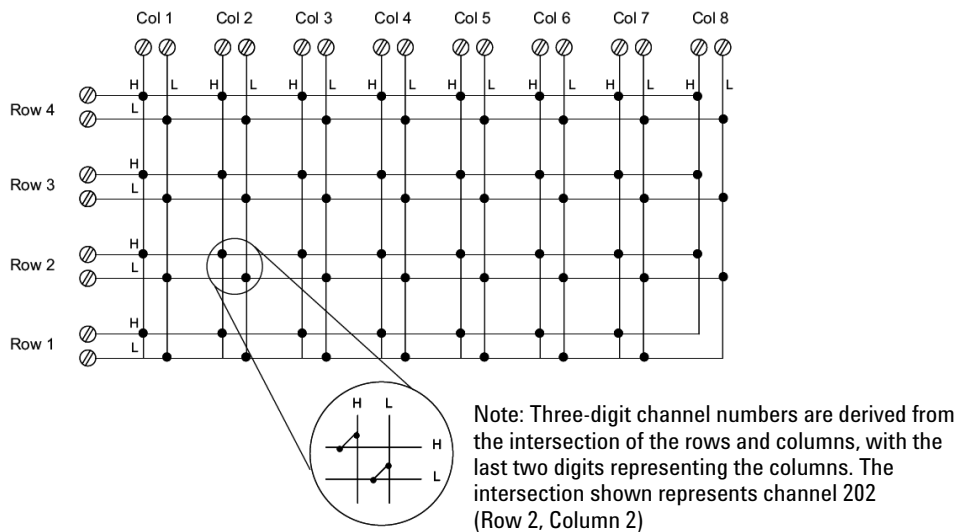 Col 1 Col 2 Col 3 Col 4 Col 5 Col 6 Col 7 Col 8
H L H L H L H L H L H L H L H L
Row 4
L
H
Row 3
L
H
Row 2
L
H
Row 1
L
H L
H
L
Note: Three-digit channel numbers are derived from
the intersection of the rows and columns, with the
last two digits representing the columns. The
intersection shown represents channel 202
(Row 2, Column 2)